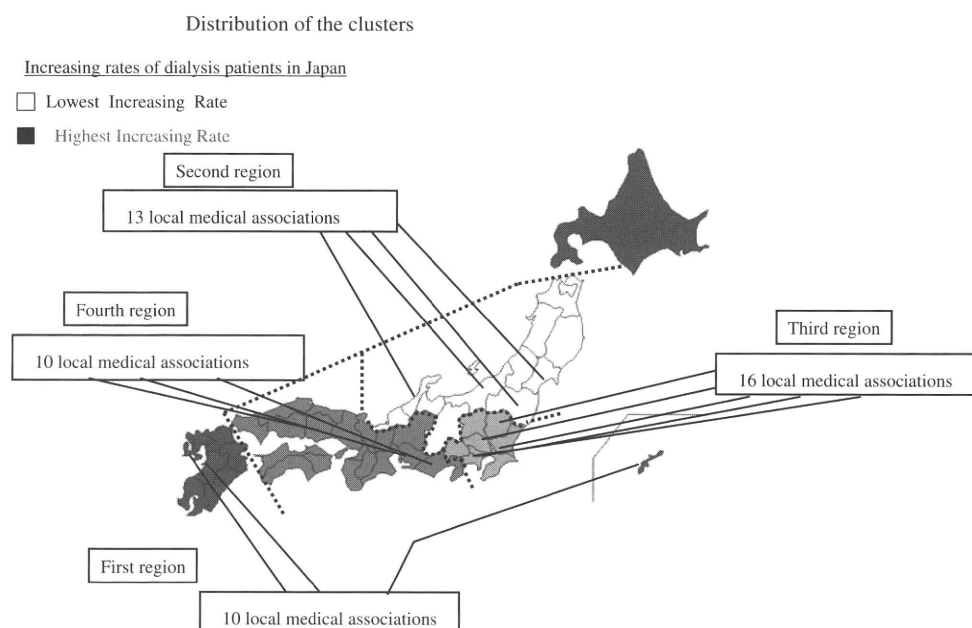 Distribution of the clusters
Increasing rates of dialysis patients in Japan
Lowest Increasing Rate
Highest Increasing Rate
Second region
13 local medical associations
Fourth region
10 local medical associations
Third region
16 local medical associations
First region
10 local medical associations